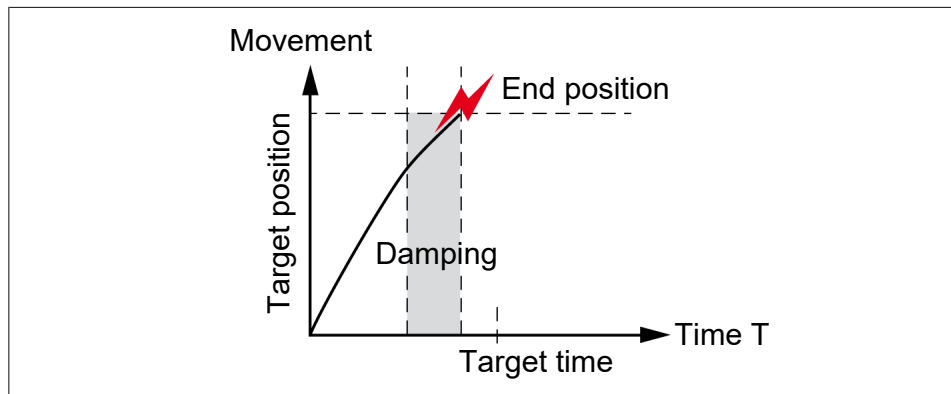 Movement
End position
Target position
Damping
Time T
Target time